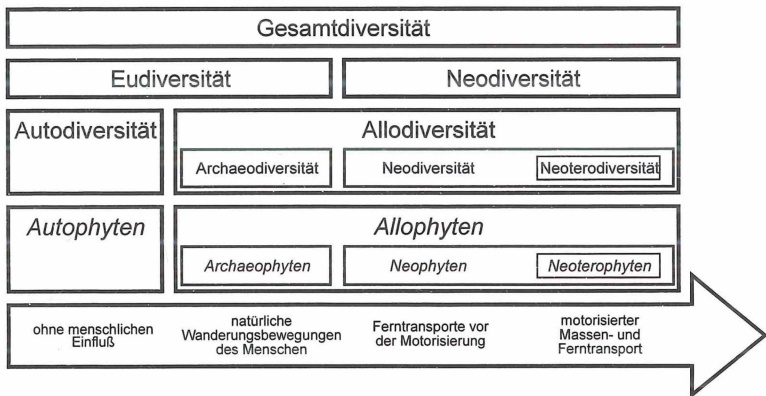 Gesamtdiversität
Eudiversität
Neodiversität
Autodiversität
Allodiversität
Archaeodiversität
Neodiversität
Neoterodiversität
Autophyten
Allophyten
Archaeophyten
Neophyten
Neoterophyten
ohne menschlichen
Einfluß
natürliche
Wanderungsbewegungen
des Menschen
Ferntransporte vor
der Motorisierung
motorisierter
Massen- und
Ferntransport